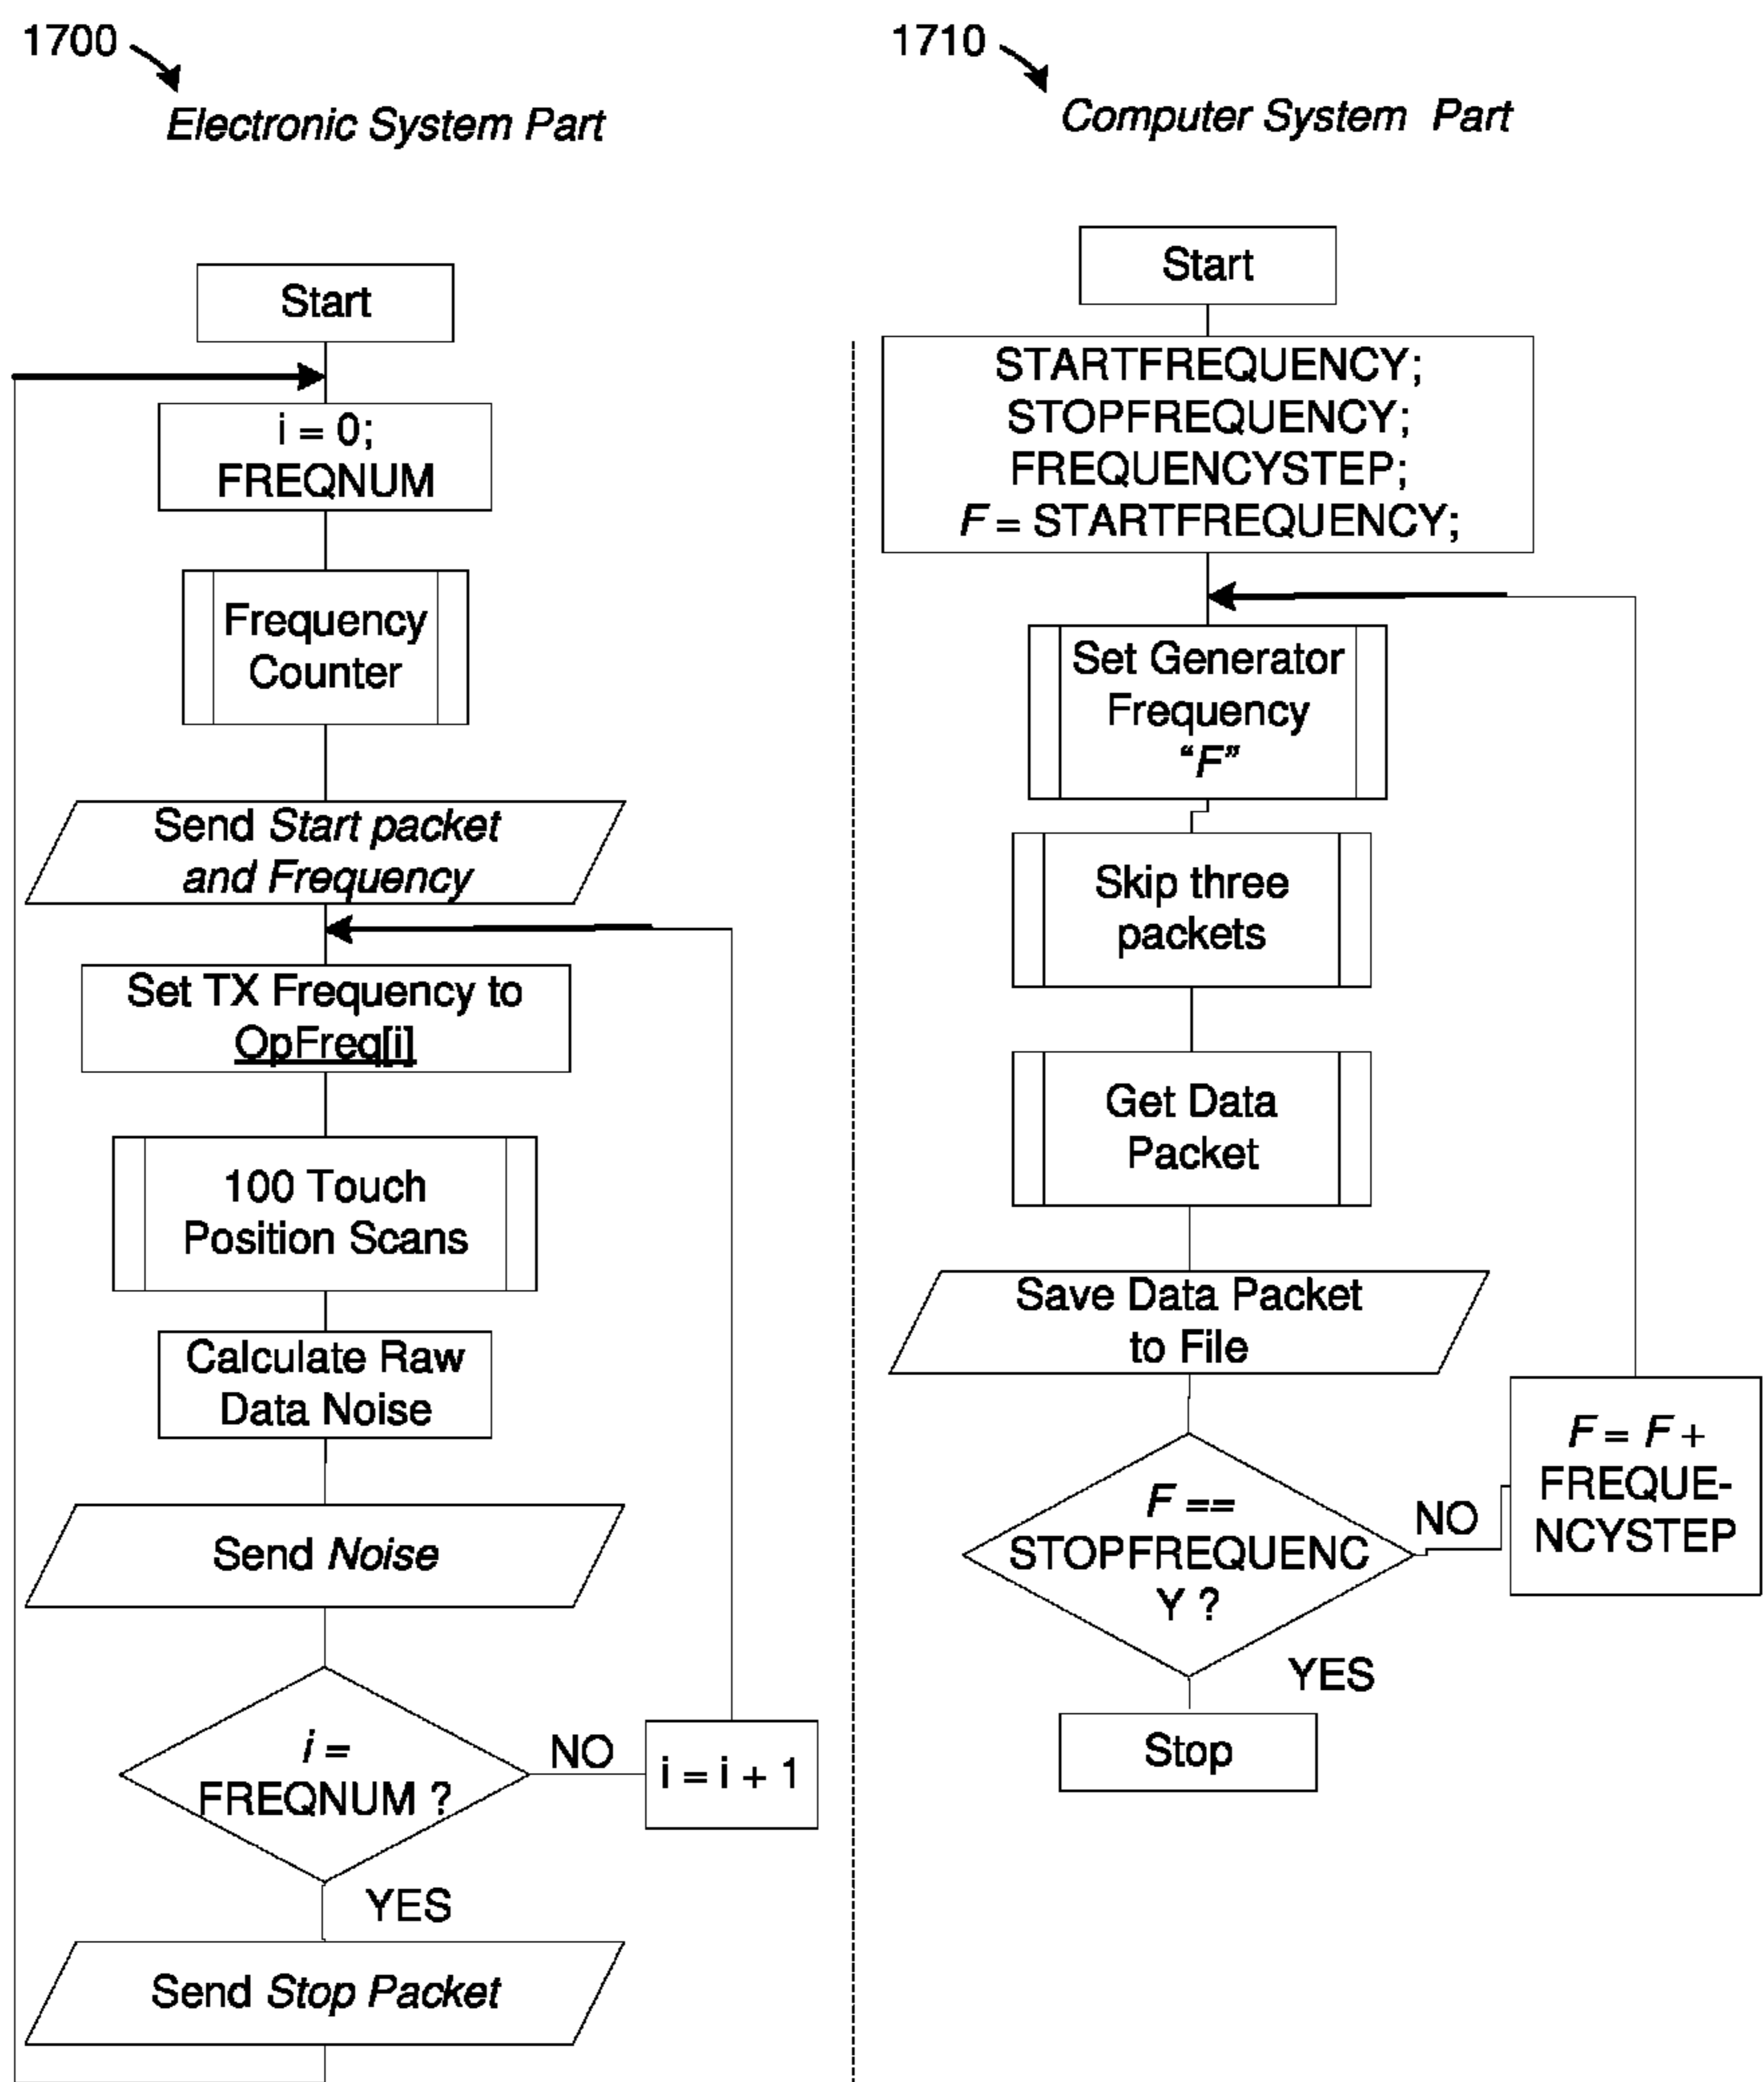 1700
Electronic System Part
Start
i = 0;
FREQNUM
Frequency
Counter
Send Start packet
and Frequency
Set TX Frequency to
OpFreq[i]
100 Touch
Position Scans
Calculate Raw
Data Noise
Send Noise
i =
FREQNUM ?
NO
i = i + 1
YES
Send Stop Packet
1710
Computer System Part
Start
STARTFREQUENCY;
STOPFREQUENCY;
FREQUENCYSTEP;
F = STARTFREQUENCY;
Set Generator
Frequency
“F”
Skip three
packets
Get Data
Packet
Save Data Packet
to File
F ==
STOPFREQUENC
Y ?
NO
F = F +
FREQUE-
NCYSTEP
YES
Stop